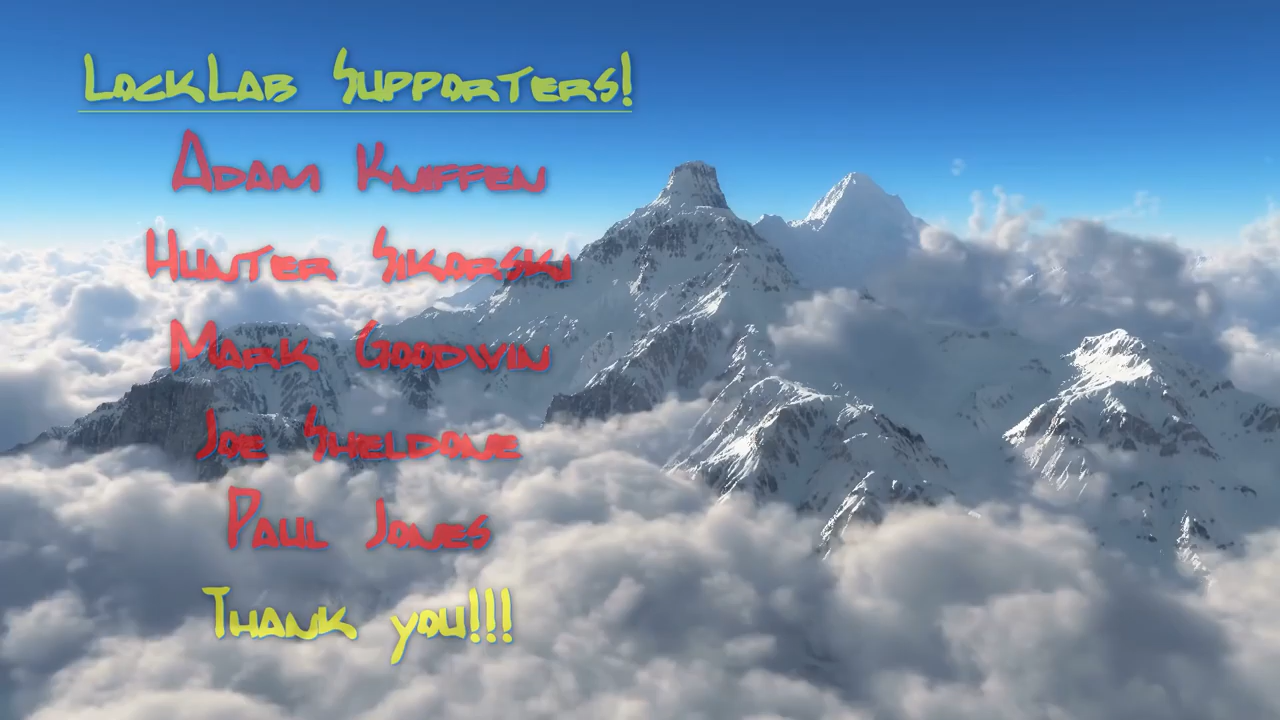 LockLab Supporters!
Adam Kniffen
Hunter Sikorski
Mark Goodwin
Joe Sheldone
Paul Jones
Thank you!!!